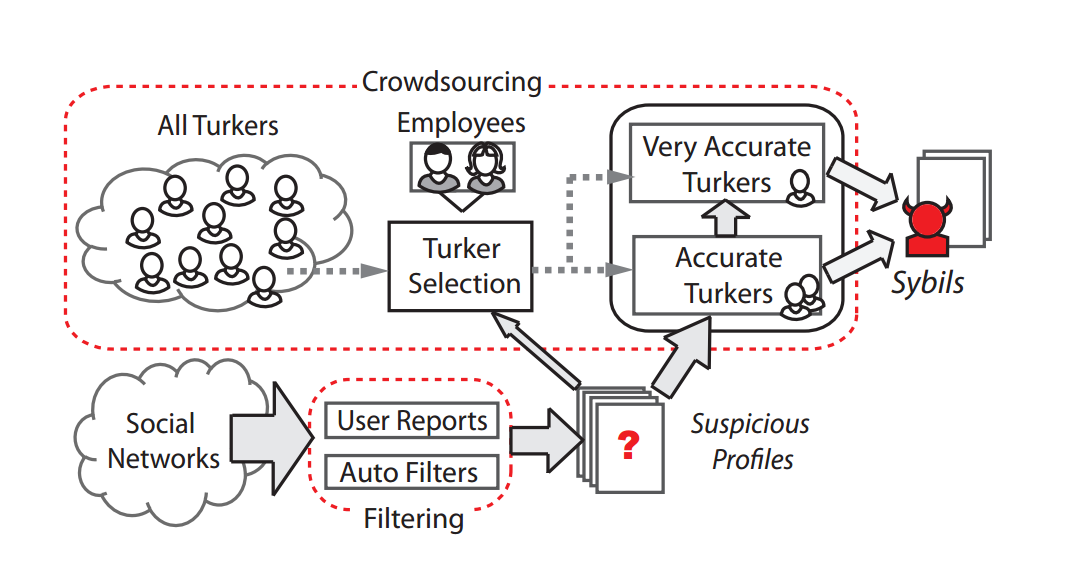 Crowdsourcing
All Turkers
Employees
Very Accurate
Turkers
Turker
Selection
Accurate
Turkers
Sybils
Social
Networks
User Reports
Auto Filters
Filtering
?
Suspicious
Profiles